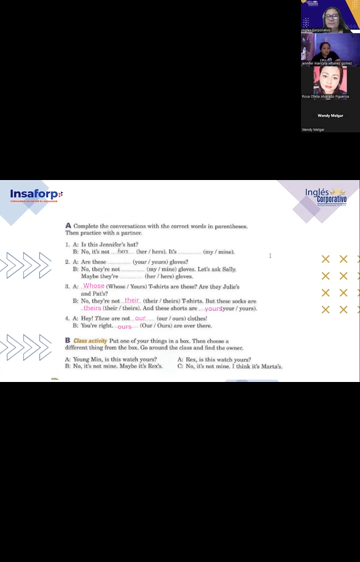 Wendy Melgar
Wendy Melgar
Insaforp
Inglés
Corporativo
A Complete the conversations with the correct words in parentheses.
Then practice with a partner.
1. A: Is this Jennifer's hat?
B: No, it's not hers (her / hers). It's (my / mine).
2. A: Are these (your / yours) gloves?
B: No, they're not (my / mine) gloves. Let's ask Sally.
Maybe they're (her / hers) gloves.
3. A: Whose (Whose / Yours) T-shirts are these? Are they Julie's
and Pat's?
B: No, they're not their (their / theirs) T-shirts. But these socks are
theirs (their / theirs). And these shorts are yours (your / yours).
4. A: Hey! These are not our (our / ours) clothes!
B: You're right. ours (Our / Ours) are over there.
B Class activity Put one of your things in a box. Then choose a
different thing from the box. Go around the class and find the owner.
A: Young Min, is this watch yours?
B: No, it's not mine. Maybe it's Rex's.
A: Rex, is this watch yours?
C: No, it's not mine. I think it's Marta's.